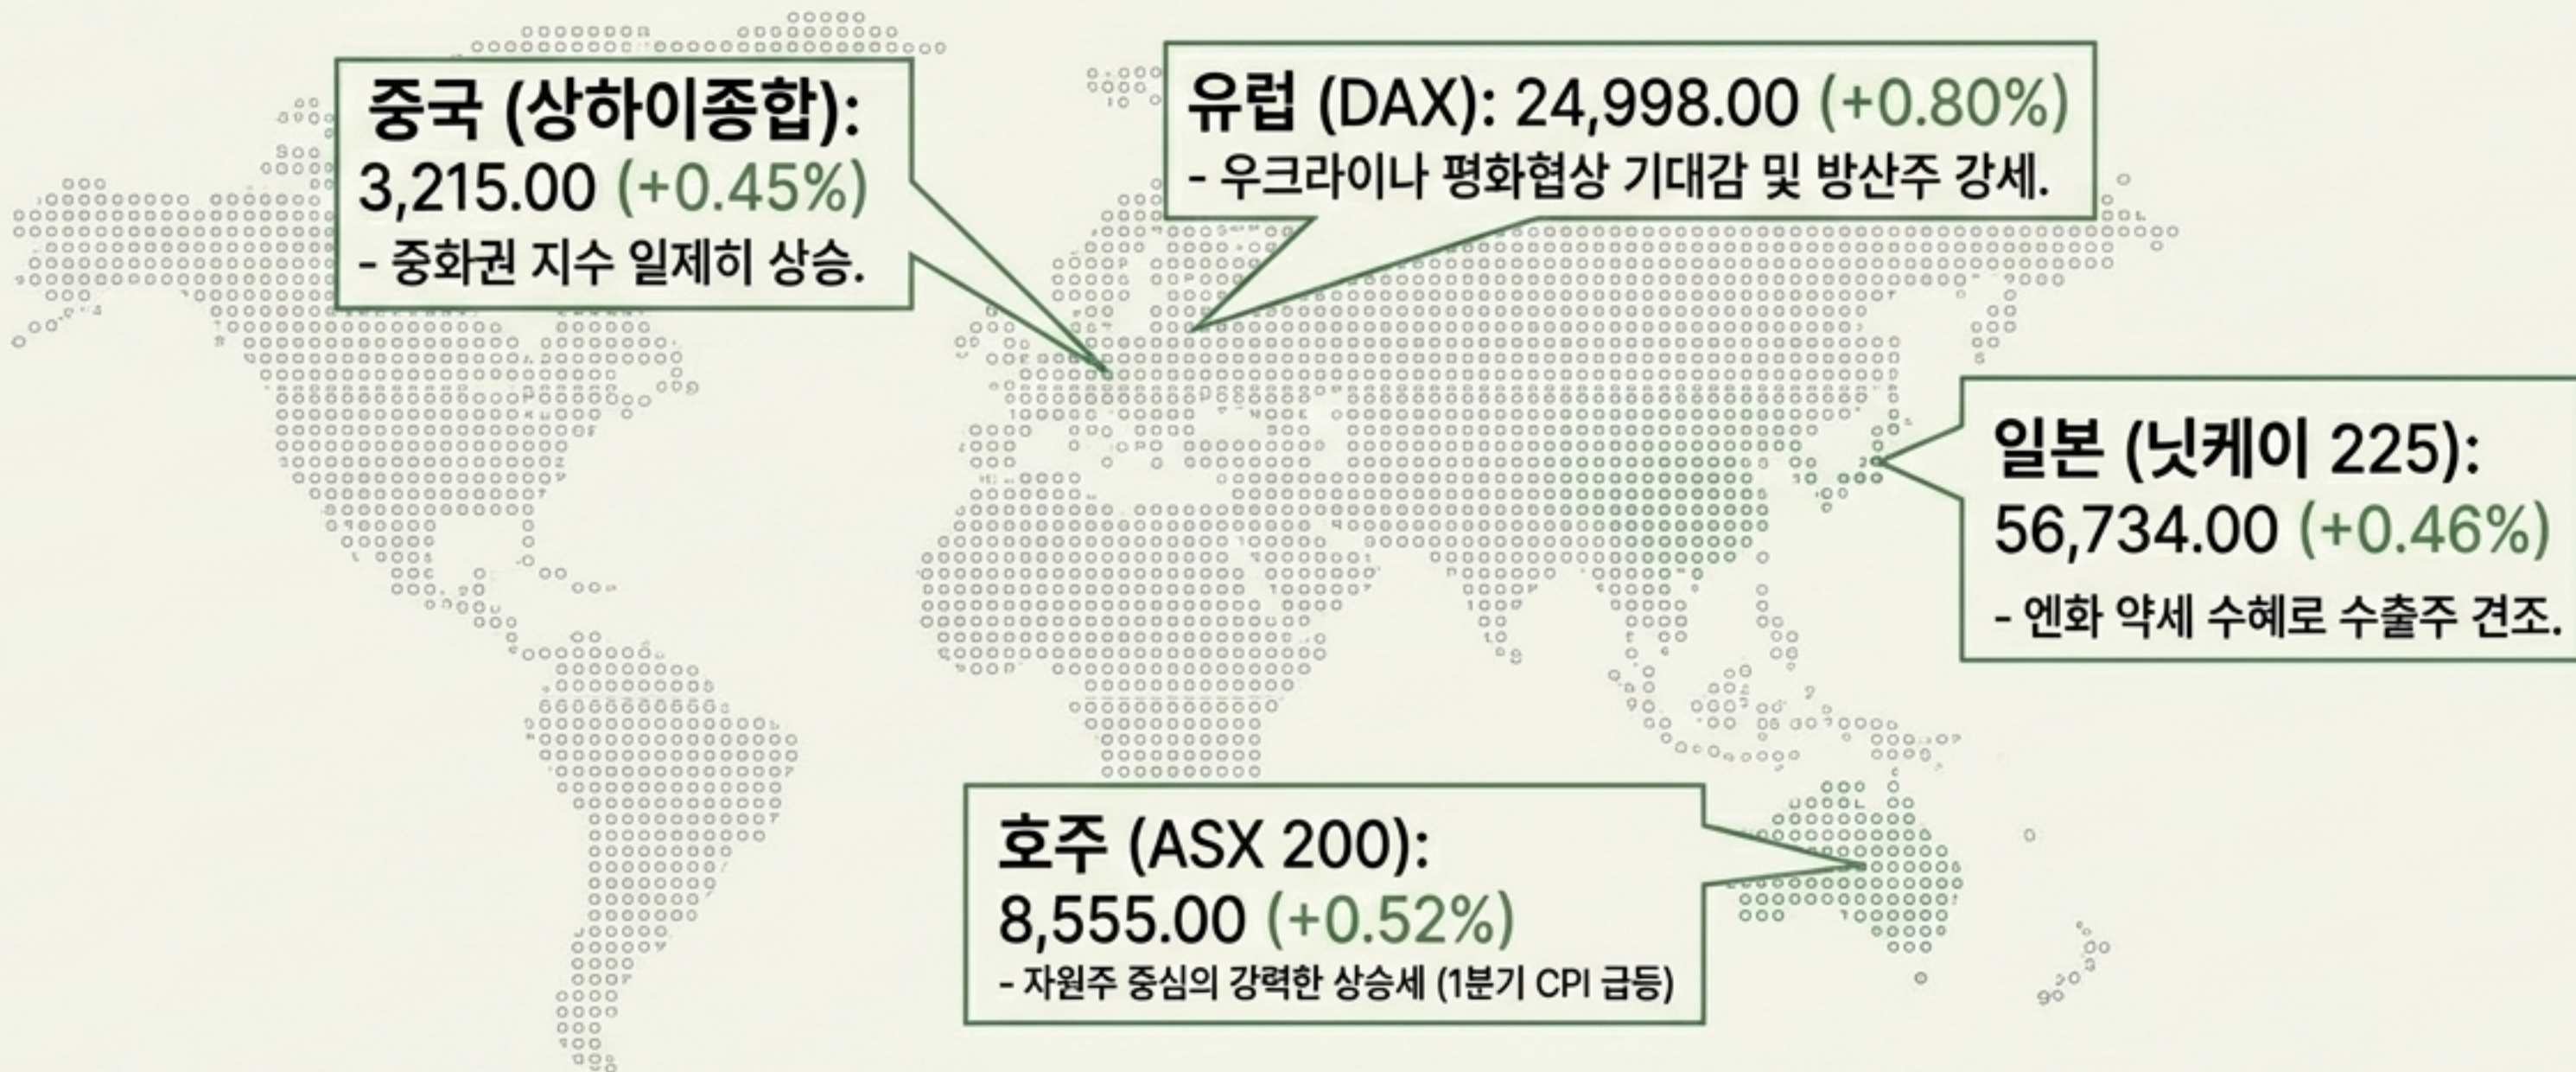 중국 (상하이종합):
3,215.00 (+0.45%)
- 중화권 지수 일제히 상승.
유럽 (DAX): 24,998.00 (+0.80%)
- 우크라이나 평화협상 기대감 및 방산주 강세.
일본 (닛케이 225):
56,734.00 (+0.46%)
- 엔화 약세 수혜로 수출주 견조.
호주 (ASX 200):
8,555.00 (+0.52%)
- 자원주 중심의 강력한 상승세 (1분기 CPI 급등)